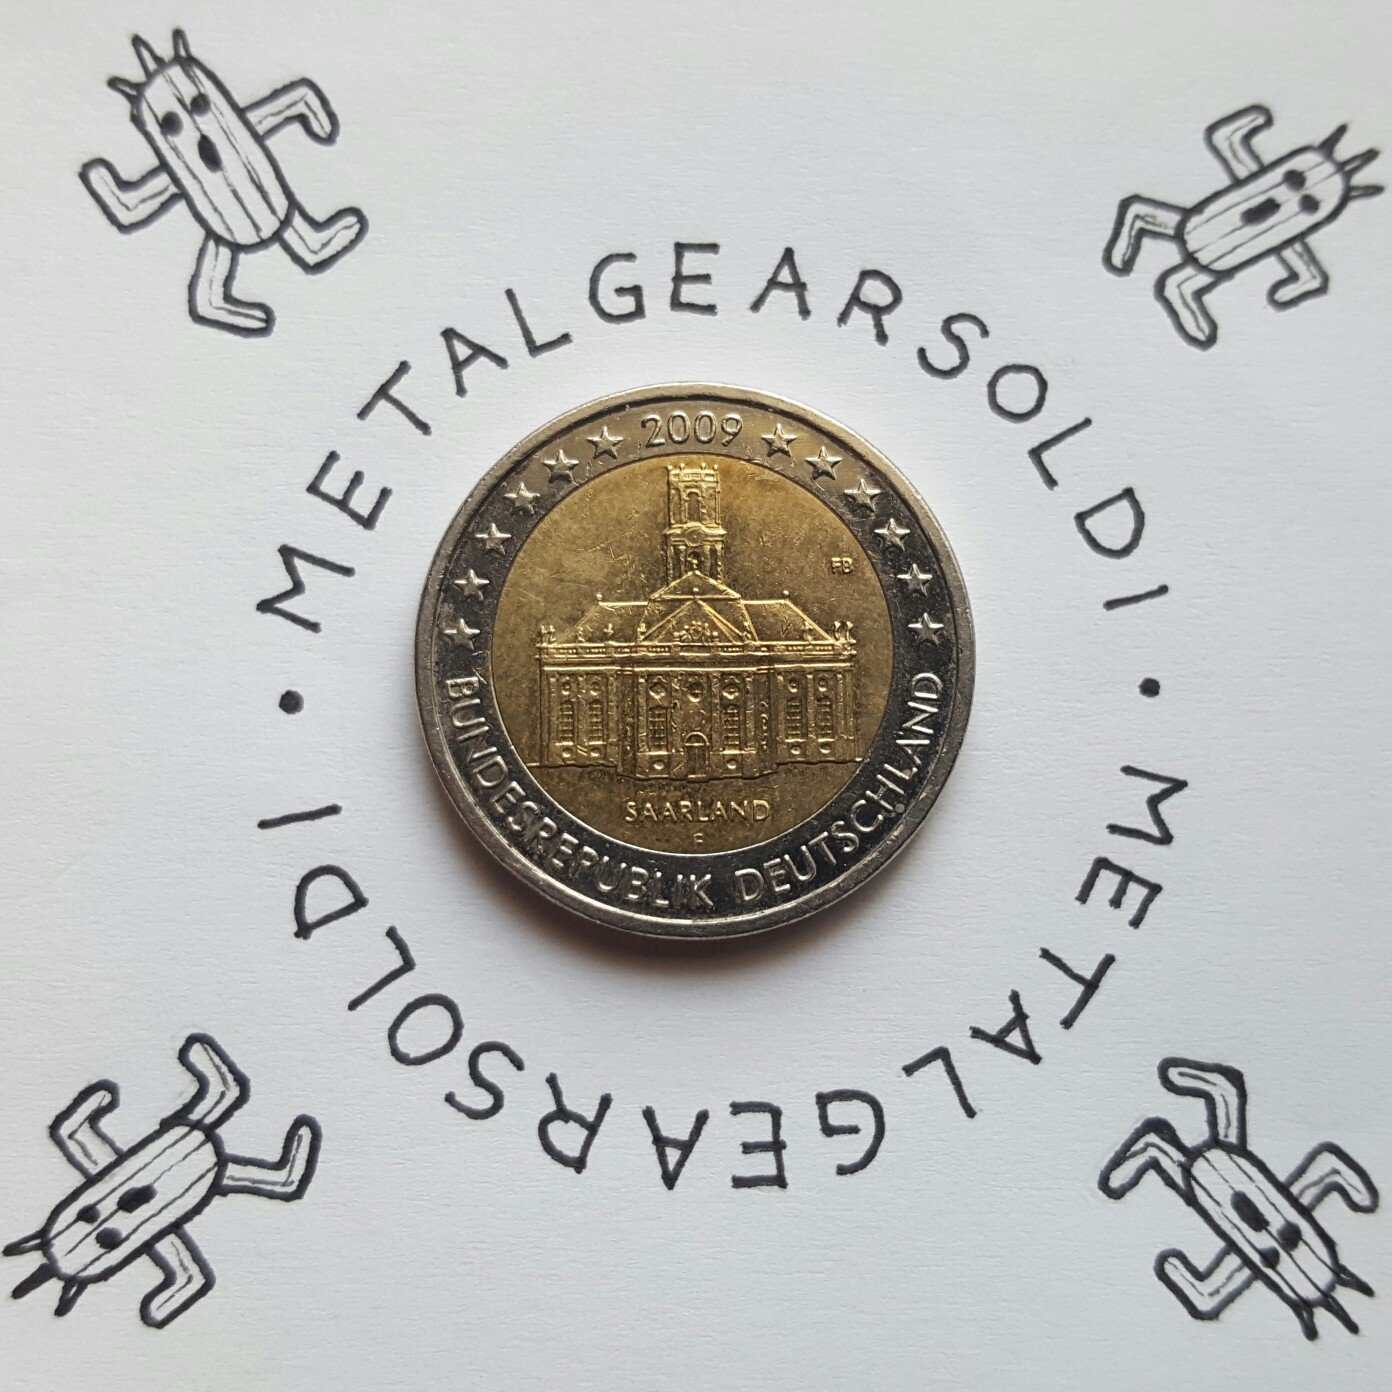 METALGEARSOLDI · METALGEARSOLDI ·
2009
FB
SAARLAND
F
BUNDESREPUBLIK DEUTSCHLAND